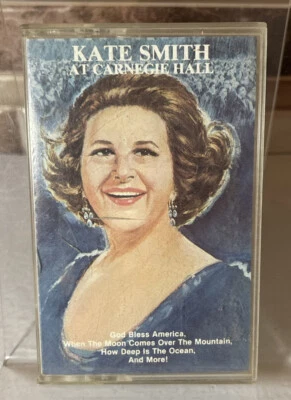 KATE SMITH
AT CARNEGIE HALL
God Bless America,
When The Moon Comes Over The Mountain,
How Deep Is The Ocean,
And More!